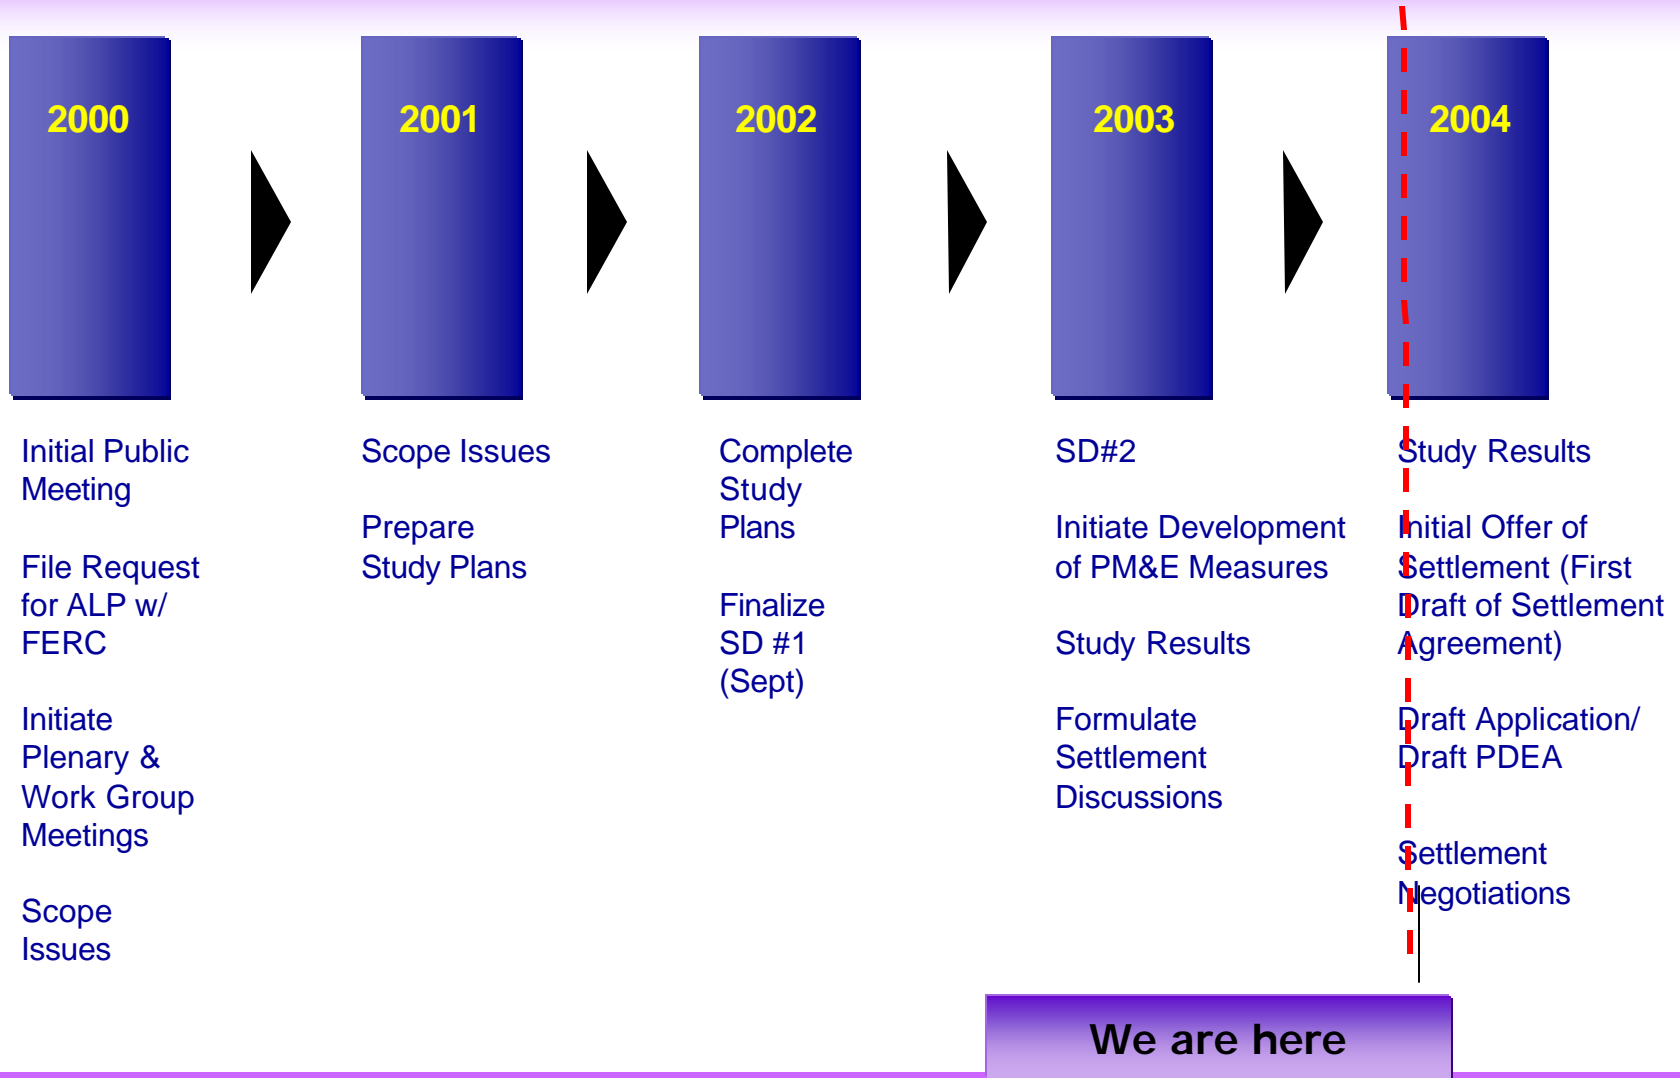 2000
2001
2002
2003
2004
Initial Public
Meeting
File Request
for ALP w/
FERC
Initiate
Plenary &
Work Group
Meetings
Scope
Issues
Scope Issues
Prepare
Study Plans
Complete
Study
Plans
Finalize
SD #1
(Sept)
SD#2
Initiate Development
of PM&E Measures
Study Results
Formulate
Settlement
Discussions
Study Results
Initial Offer of
Settlement (First
Draft of Settlement
Agreement)
Draft Application/
Draft PDEA
Settlement
Negotiations
We are here